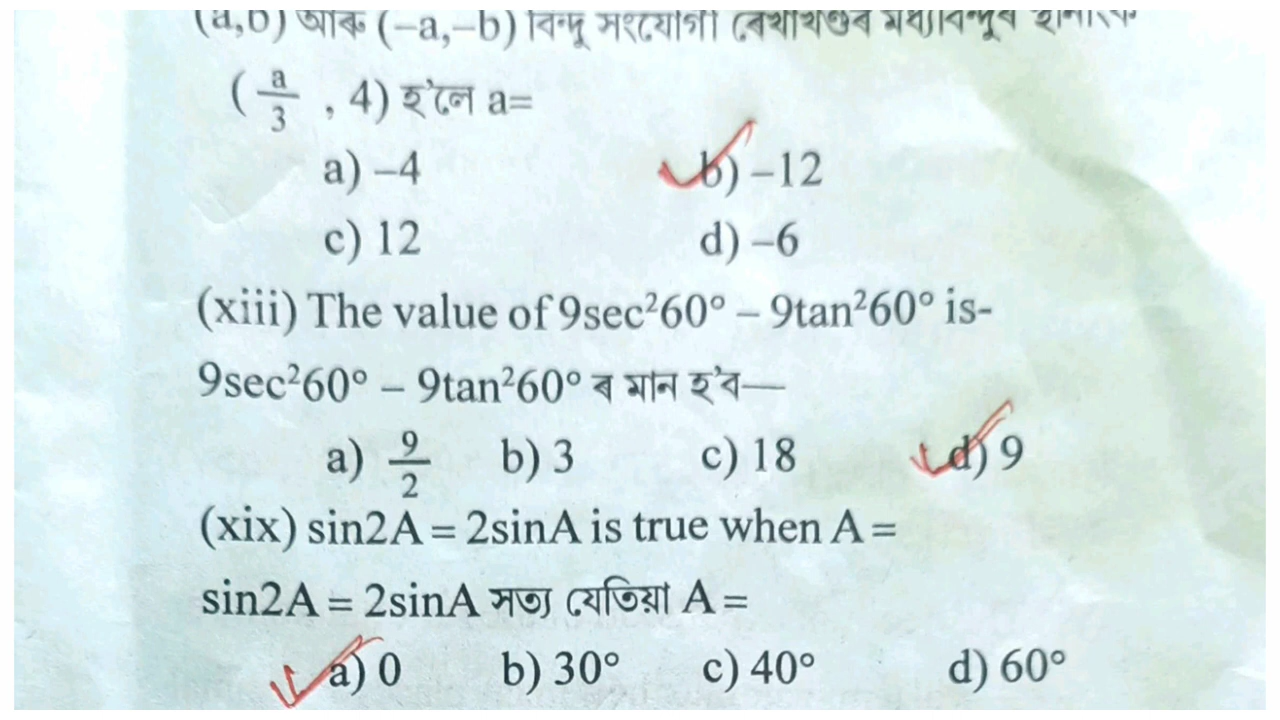 (a,b) আৰু (–a,–b) বিন্দু সংযোগী ৰেখাখণ্ডৰ মধ্যবিন্দুৰ স্থানাংক
(a/3 , 4) হ'লে a=
a) –4 b) –12
c) 12 d) –6
(xiii) The value of 9sec²60° – 9tan²60° is-
9sec²60° – 9tan²60° ৰ মান হ'ব—
a) 9/2 b) 3 c) 18 d) 9
(xix) sin2A = 2sinA is true when A =
sin2A = 2sinA সত্য যেতিয়া A =
a) 0 b) 30° c) 40° d) 60°